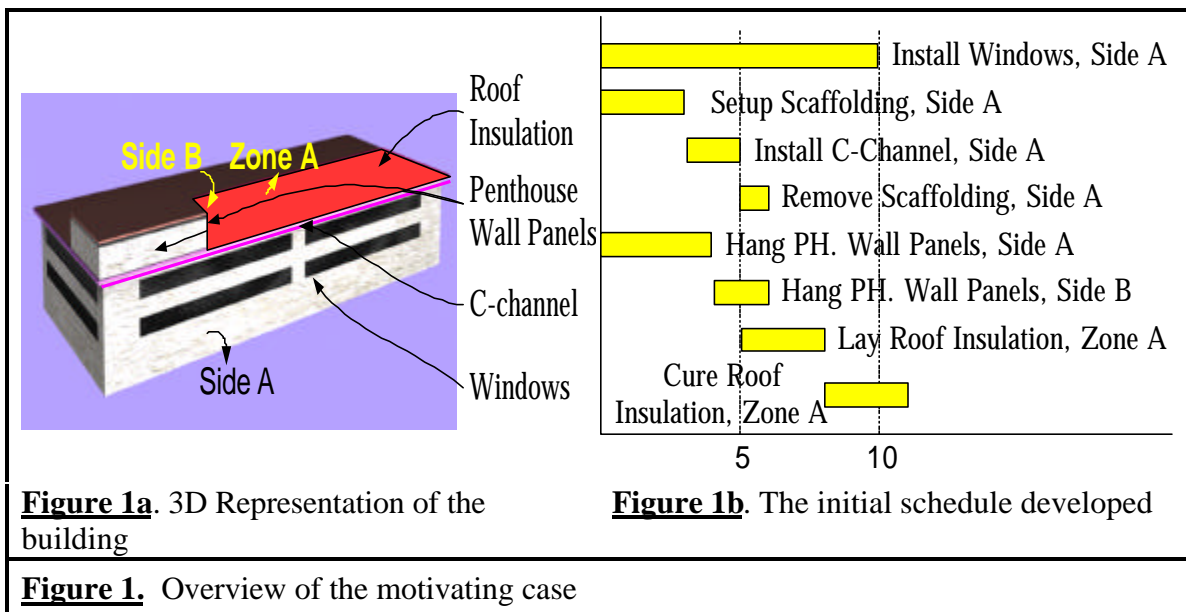 Side B Zone A
Side A
Roof
Insulation
Penthouse
Wall Panels
C-channel
Windows
Install Windows, Side A
Setup Scaffolding, Side A
Install C-Channel, Side A
Remove Scaffolding, Side A
Hang PH. Wall Panels, Side A
Hang PH. Wall Panels, Side B
Lay Roof Insulation, Zone A
Cure Roof
Insulation, Zone A
5 10
Figure 1a. 3D Representation of the
building
Figure 1b. The initial schedule developed
Figure 1. Overview of the motivating case